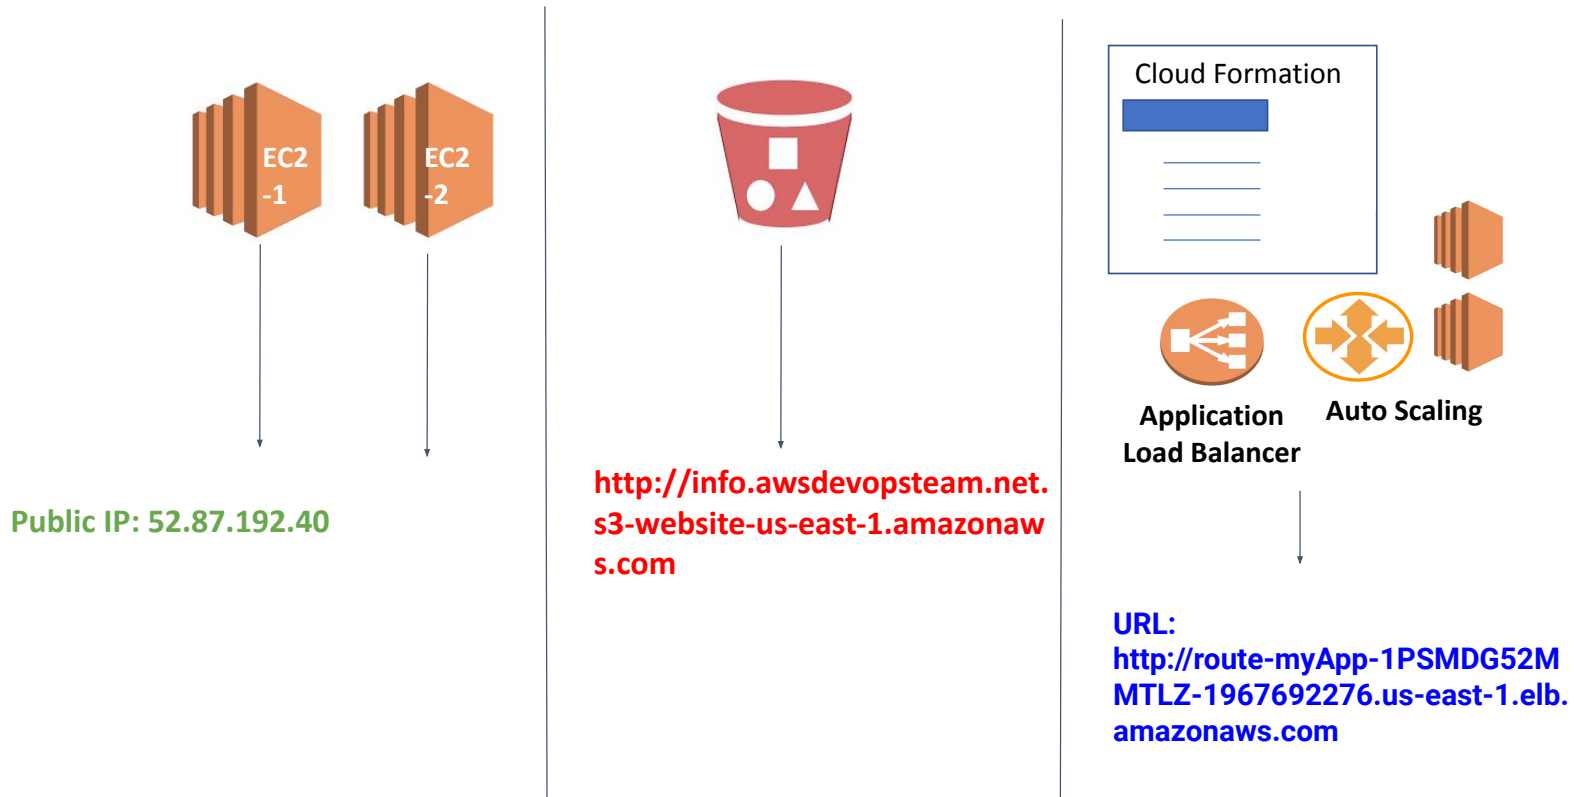 EC2
-1
EC2
-2
Public IP: 52.87.192.40
http://info.awsdevopsteam.net.
s3-website-us-east-1.amazonaw
s.com
Cloud Formation
Application
Load Balancer
Auto Scaling
URL:
http://route-myApp-1PSMDG52M
MTLZ-1967692276.us-east-1.elb.
amazonaws.com